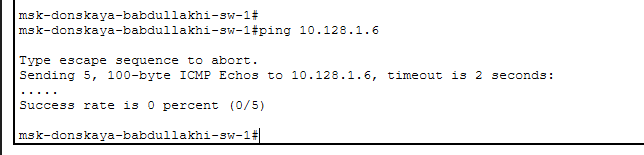 msk-donskaya-babdullakhi-sw-1#
msk-donskaya-babdullakhi-sw-1#ping 10.128.1.6
Type escape sequence to abort.
Sending 5, 100-byte ICMP Echos to 10.128.1.6, timeout is 2 seconds:
.....
Success rate is 0 percent (0/5)
msk-donskaya-babdullakhi-sw-1#